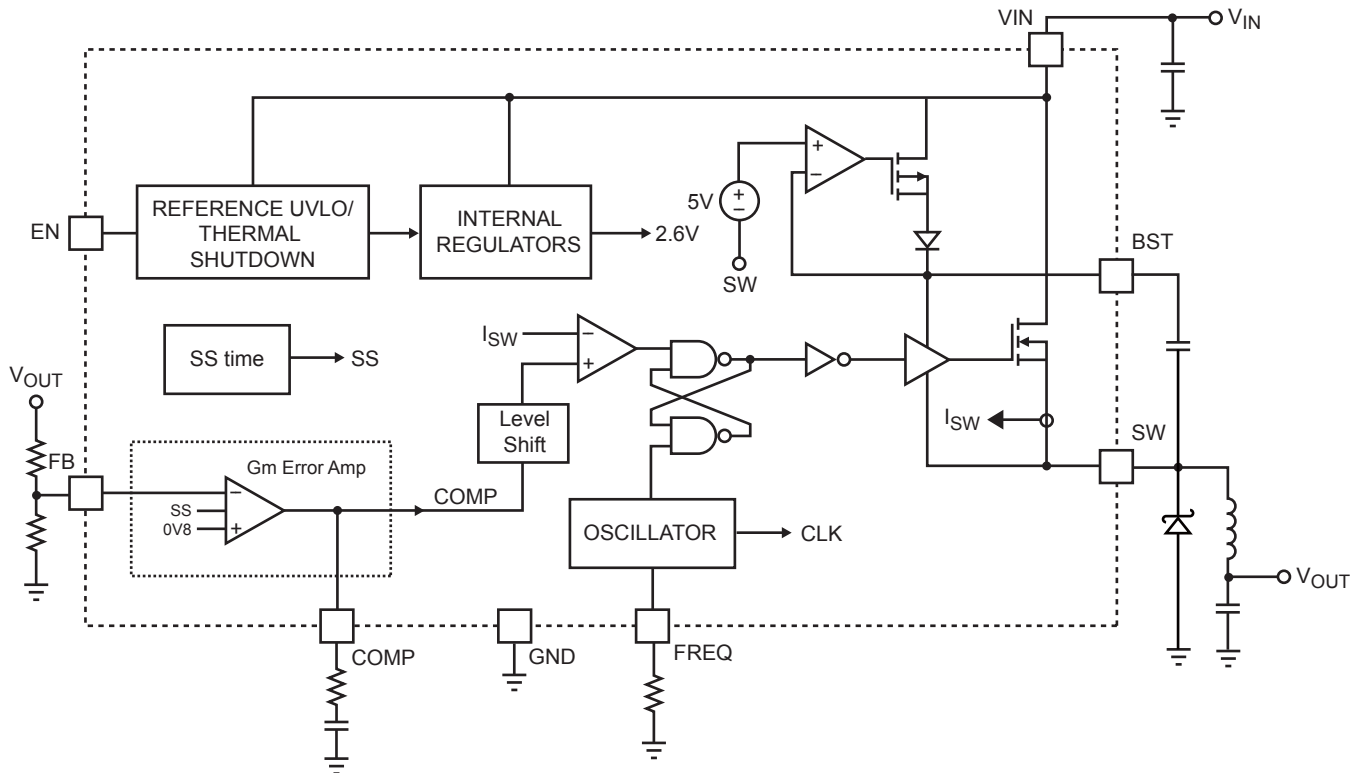 VIN
V_IN
EN
REFERENCE UVLO/
THERMAL
SHUTDOWN
INTERNAL
REGULATORS
2.6V
5V
+
−
SW
+
−
BST
SS time
SS
I_SW
−
+
V_OUT
Level
Shift
I_SW
SW
FB
Gm Error Amp
−
SS
0V8
+
COMP
OSCILLATOR
CLK
V_OUT
COMP
GND
FREQ